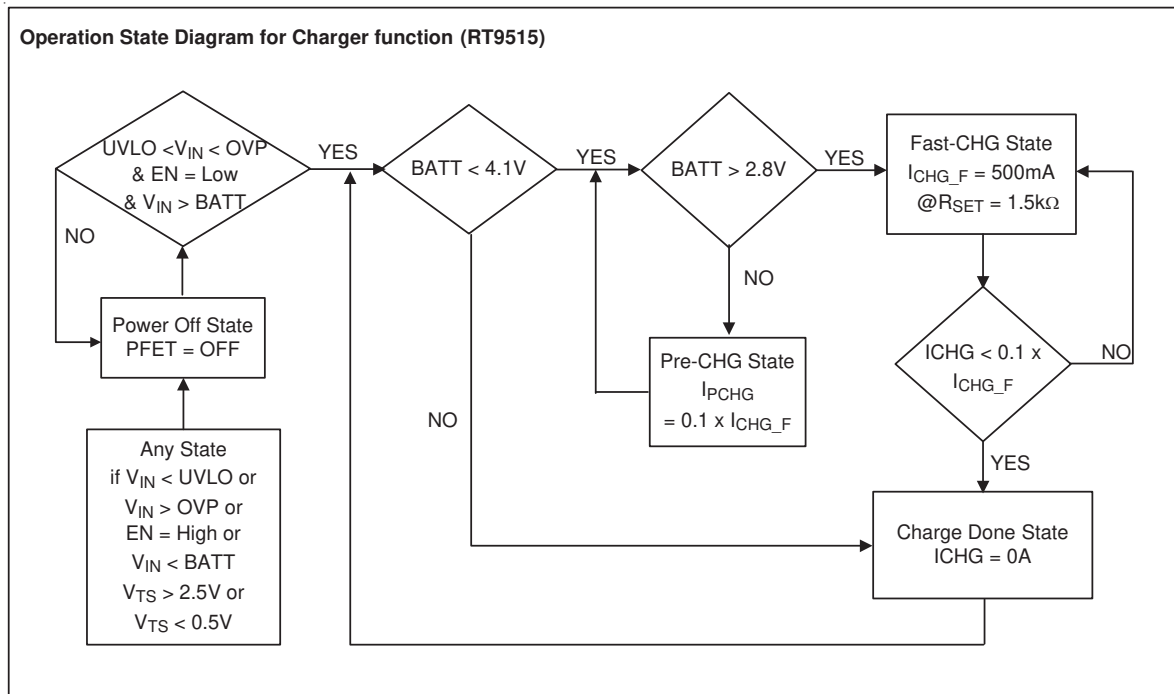 Operation State Diagram for Charger function (RT9515)
UVLO <VIN < OVP
& EN = Low
& VIN > BATT
YES
NO
Power Off State
PFET = OFF
Any State
if VIN < UVLO or
VIN > OVP or
EN = High or
VIN < BATT
VTS > 2.5V or
VTS < 0.5V
BATT < 4.1V
YES
NO
BATT > 2.8V
YES
NO
Pre-CHG State
IPCHG
= 0.1 x ICHG_F
Fast-CHG State
ICHG_F = 500mA
@RSET = 1.5kΩ
ICHG < 0.1 x
ICHG_F
NO
YES
Charge Done State
ICHG = 0A